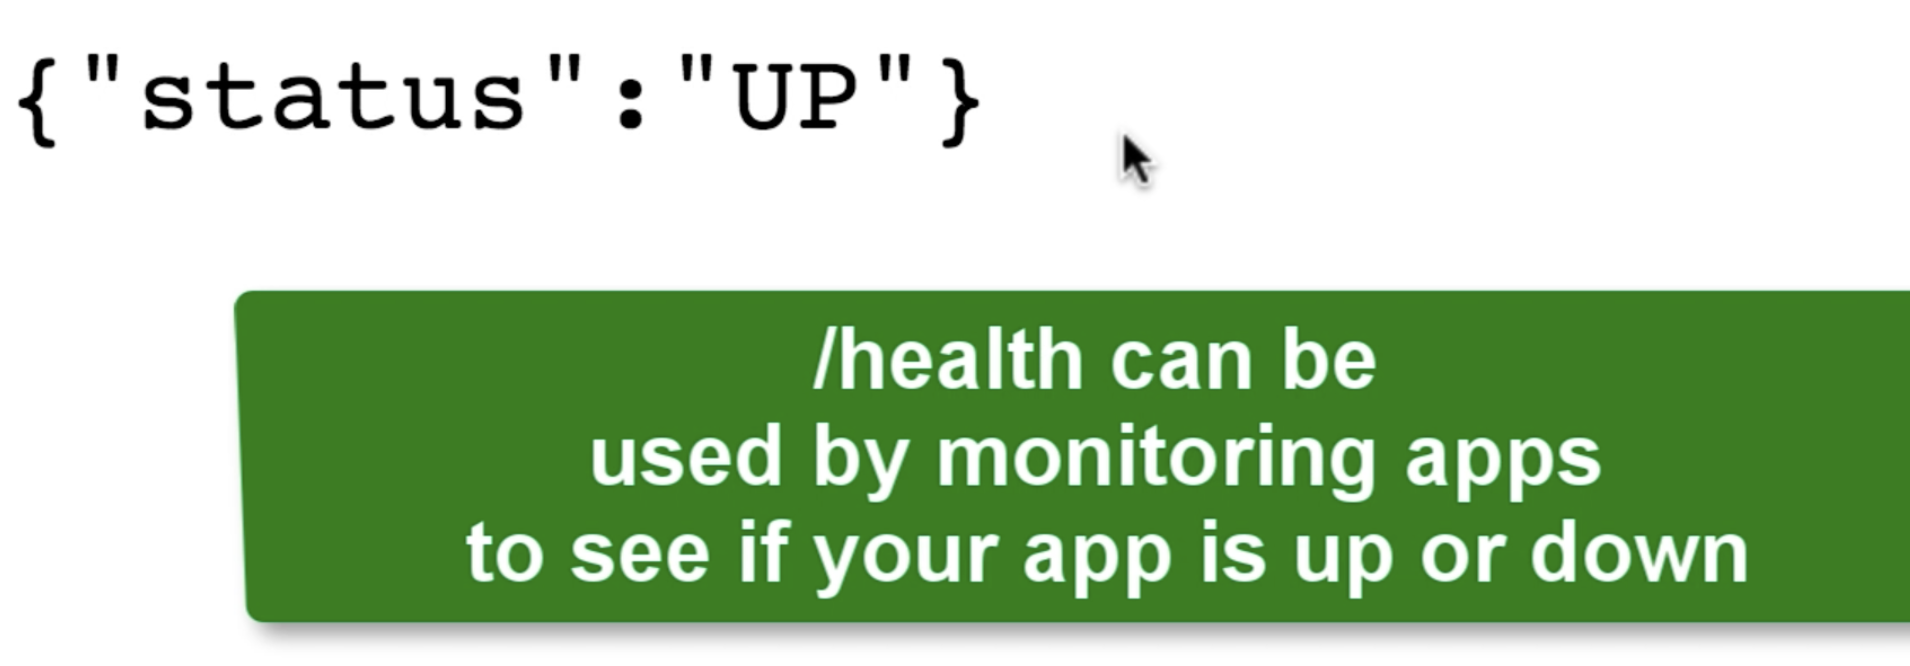 {"status":"UP"}
/health can be
used by monitoring apps
to see if your app is up or down